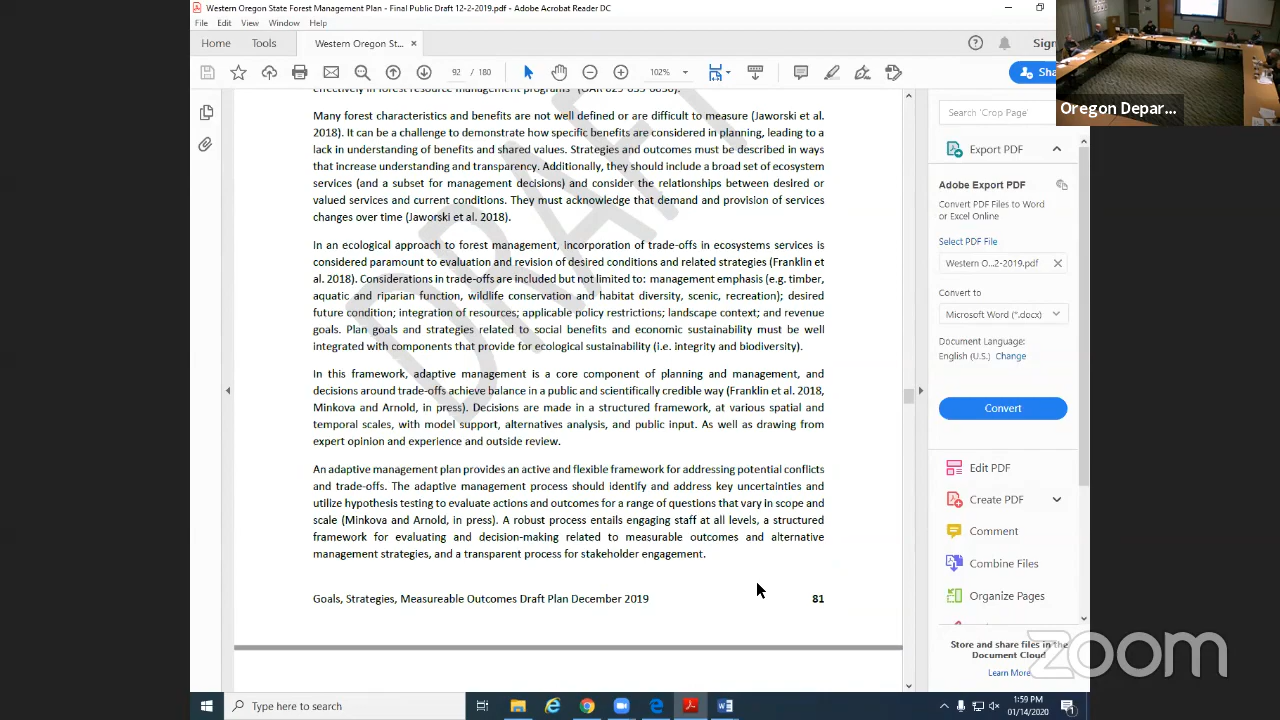 Western Oregon State Forest Management Plan - Final Public Draft 12-2-2019.pdf - Adobe Acrobat Reader DC
File Edit View Window Help
Home Tools Western Oregon St... × Sign
92 / 180 102% Sha
effectively in forest resource management programs" (OAR 629-035-0030).
Many forest characteristics and benefits are not well defined or are difficult to measure (Jaworski et al.
2018). It can be a challenge to demonstrate how specific benefits are considered in planning, leading to a
lack in understanding of benefits and shared values. Strategies and outcomes must be described in ways
that increase understanding and transparency. Additionally, they should include a broad set of ecosystem
services (and a subset for management decisions) and consider the relationships between desired or
valued services and current conditions. They must acknowledge that demand and provision of services
changes over time (Jaworski et al. 2018).
In an ecological approach to forest management, incorporation of trade-offs in ecosystems services is
considered paramount to evaluation and revision of desired conditions and related strategies (Franklin et
al. 2018). Considerations in trade-offs are included but not limited to: management emphasis (e.g. timber,
aquatic and riparian function, wildlife conservation and habitat diversity, scenic, recreation); desired
future condition; integration of resources; applicable policy restrictions; landscape context; and revenue
goals. Plan goals and strategies related to social benefits and economic sustainability must be well
integrated with components that provide for ecological sustainability (i.e. integrity and biodiversity).
In this framework, adaptive management is a core component of planning and management, and
decisions around trade-offs achieve balance in a public and scientifically credible way (Franklin et al. 2018,
Minkova and Arnold, in press). Decisions are made in a structured framework, at various spatial and
temporal scales, with model support, alternatives analysis, and public input. As well as drawing from
expert opinion and experience and outside review.
An adaptive management plan provides an active and flexible framework for addressing potential conflicts
and trade-offs. The adaptive management process should identify and address key uncertainties and
utilize hypothesis testing to evaluate actions and outcomes for a range of questions that vary in scope and
scale (Minkova and Arnold, in press). A robust process entails engaging staff at all levels, a structured
framework for evaluating and decision-making related to measurable outcomes and alternative
management strategies, and a transparent process for stakeholder engagement.
Goals, Strategies, Measureable Outcomes Draft Plan December 2019 81
DRAFT
Oregon Depar...
Search 'Crop Page'
Export PDF
Adobe Export PDF
Convert PDF Files to Word
or Excel Online
Select PDF File
Western O...2-2019.pdf ×
Convert to
Microsoft Word (*.docx)
Document Language:
English (U.S.) Change
Convert
Edit PDF
Create PDF
Comment
Combine Files
Organize Pages
Store and share files in the
Document Cloud
Learn More
zoom
Type here to search
1:59 PM
01/14/2020
1